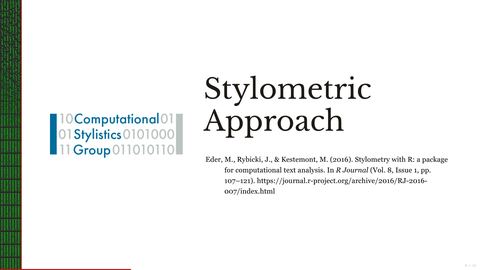 Stylometric
Approach
10Computational01
01Stylistics0101000
11Group011010110
Eder, M., Rybicki, J., & Kestemont, M. (2016). Stylometry with R: a package
for computational text analysis. In R Journal (Vol. 8, Issue 1, pp.
107–121). https://journal.r-project.org/archive/2016/RJ-2016-
007/index.html